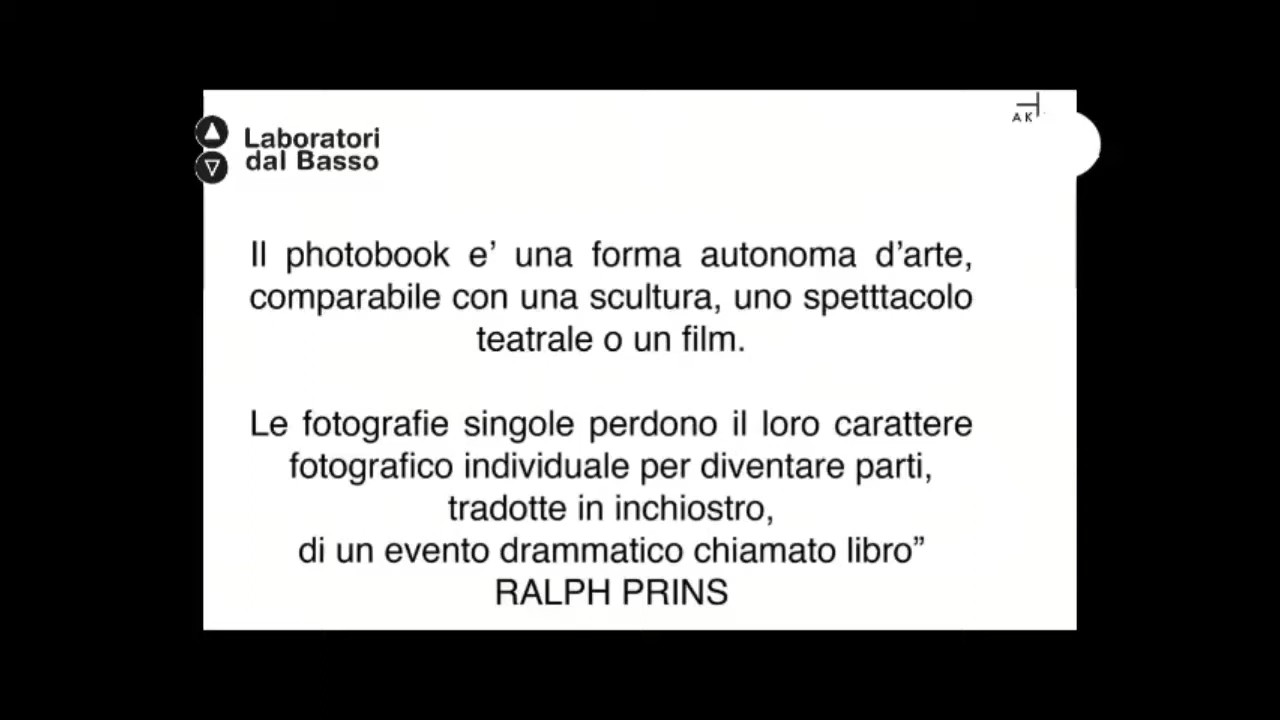 Laboratori
dal Basso
AK
Il photobook e’ una forma autonoma d’arte,
comparabile con una scultura, uno spetttacolo
teatrale o un film.
Le fotografie singole perdono il loro carattere
fotografico individuale per diventare parti,
tradotte in inchiostro,
di un evento drammatico chiamato libro”
RALPH PRINS